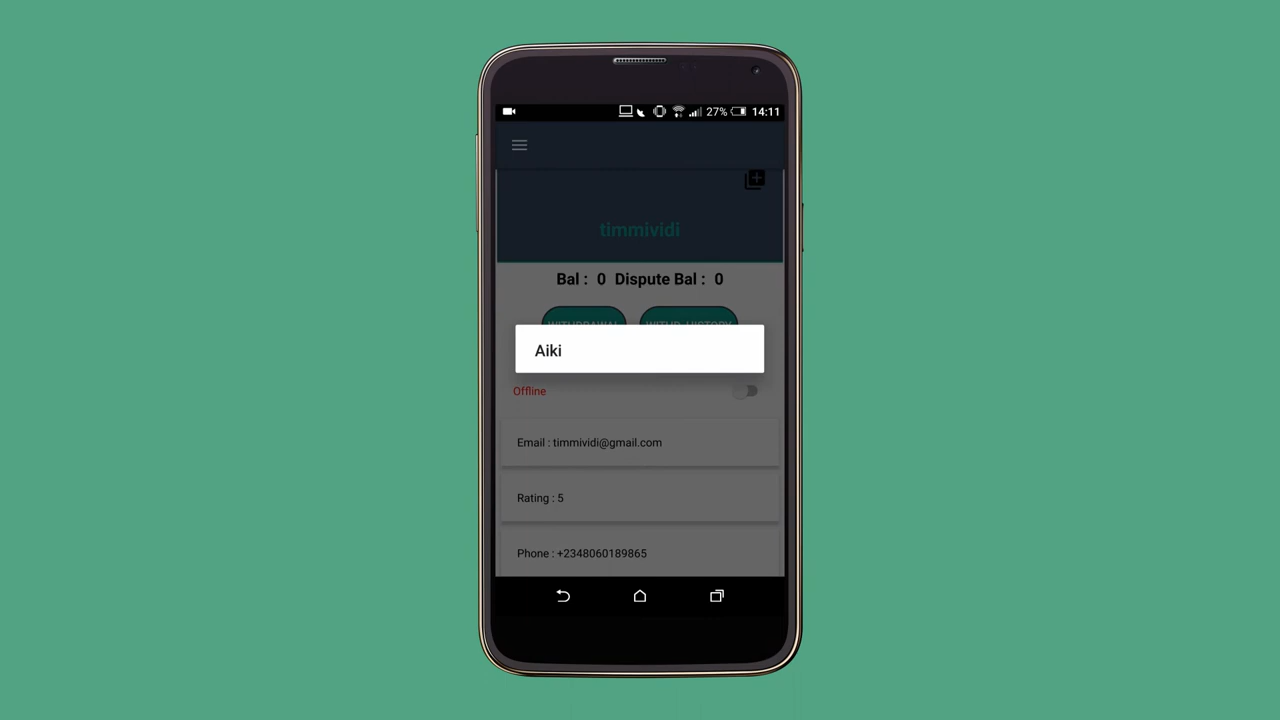 27% 14:11
timmividi
Bal : 0 Dispute Bal : 0
WITHDRAWAL WITHD. HISTORY
Aiki
Offline
Email : timmividi@gmail.com
Rating : 5
Phone : +2348060189865